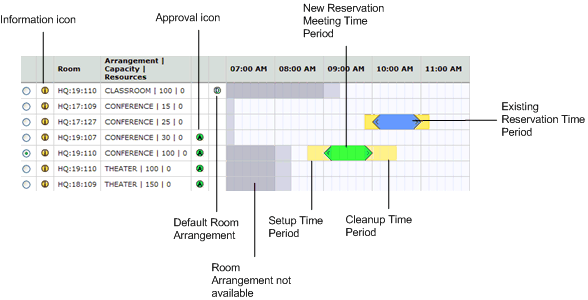 Information icon
Approval icon
New Reservation
Meeting Time
Period
Room
Arrangement |
Capacity |
Resources
07:00 AM
08:00 AM
09:00 AM
10:00 AM
11:00 AM
HQ:19:110
CLASSROOM | 100 | 0
D
HQ:17:109
CONFERENCE | 15 | 0
HQ:17:127
CONFERENCE | 25 | 0
HQ:19:107
CONFERENCE | 30 | 0
A
HQ:19:110
CONFERENCE | 100 | 0
A
HQ:19:110
THEATER | 100 | 0
A
HQ:18:109
THEATER | 150 | 0
A
Existing
Reservation Time
Period
Default Room
Arrangement
Setup Time
Period
Cleanup Time
Period
Room
Arrangement not
available